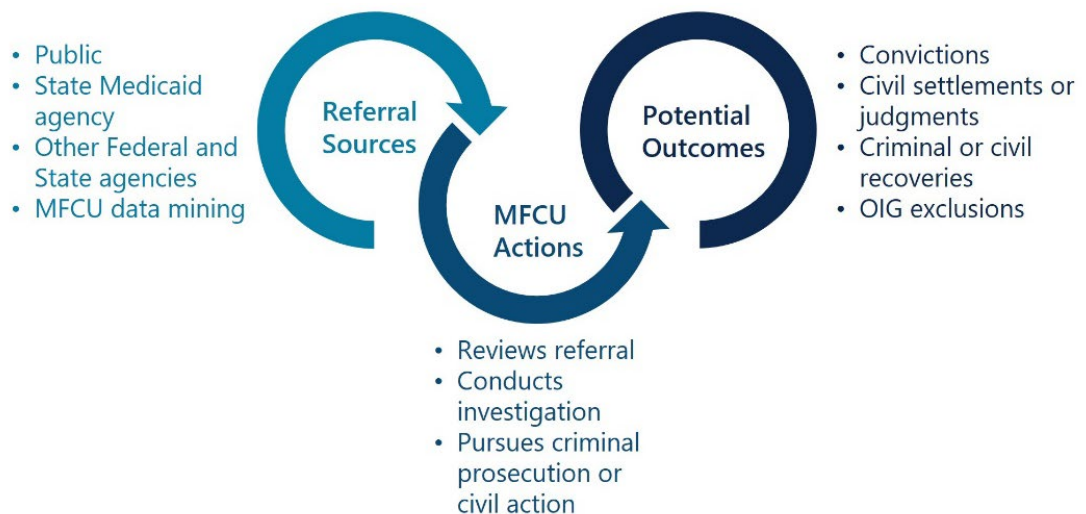 • Public
• State Medicaid
agency
• Other Federal and
State agencies
• MFCU data mining
Referral
Sources
MFCU
Actions
• Reviews referral
• Conducts
investigation
• Pursues criminal
prosecution or
civil action
Potential
Outcomes
• Convictions
• Civil settlements or
judgments
• Criminal or civil
recoveries
• OIG exclusions